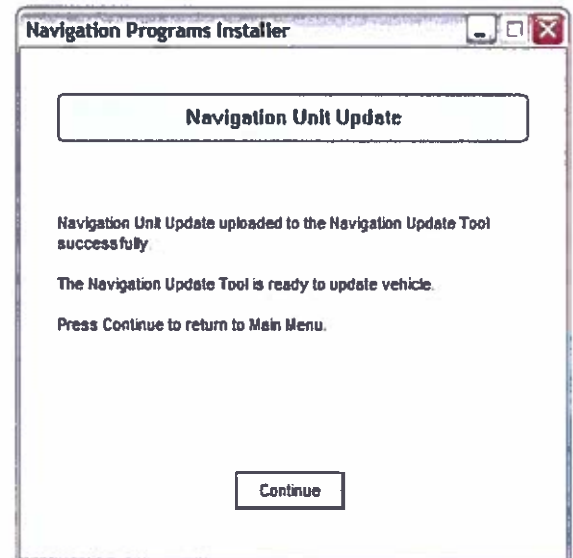 Navigation Programs Installer
Navigation Unit Update
Navigation Unit Update uploaded to the Navigation Update Tool
successfully
The Navigation Update Tool is ready to update vehicle.
Press Continue to return to Main Menu.
Continue